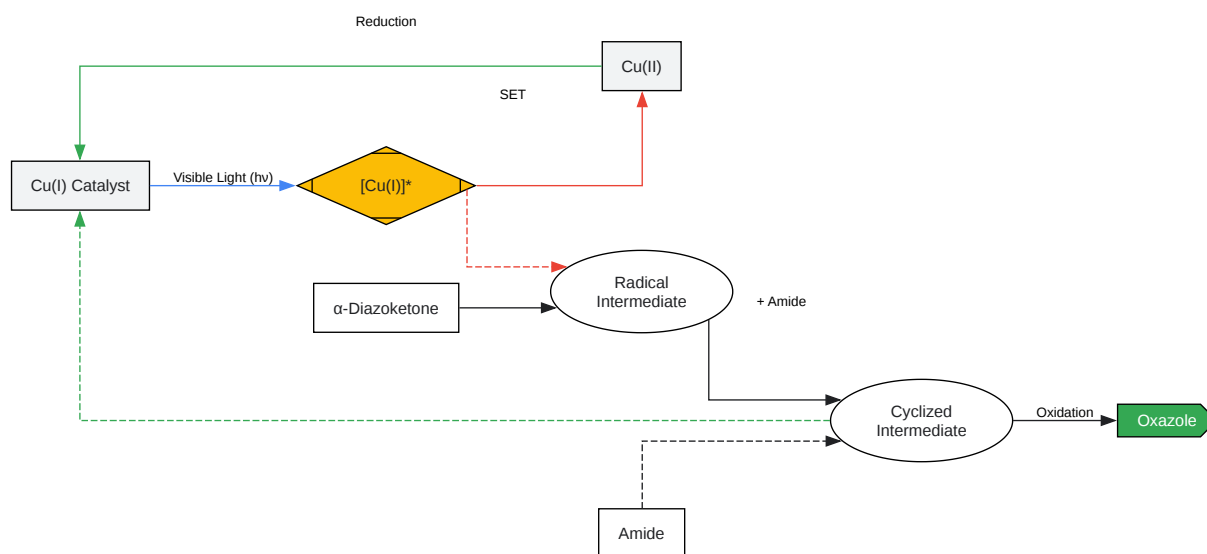 Reduction
Cu(II)
SET
Cu(I) Catalyst
Visible Light (hν)
[Cu(I)]*
Radical
Intermediate
α-Diazoketone
+ Amide
Cyclized
Intermediate
Oxidation
Oxazole
Amide